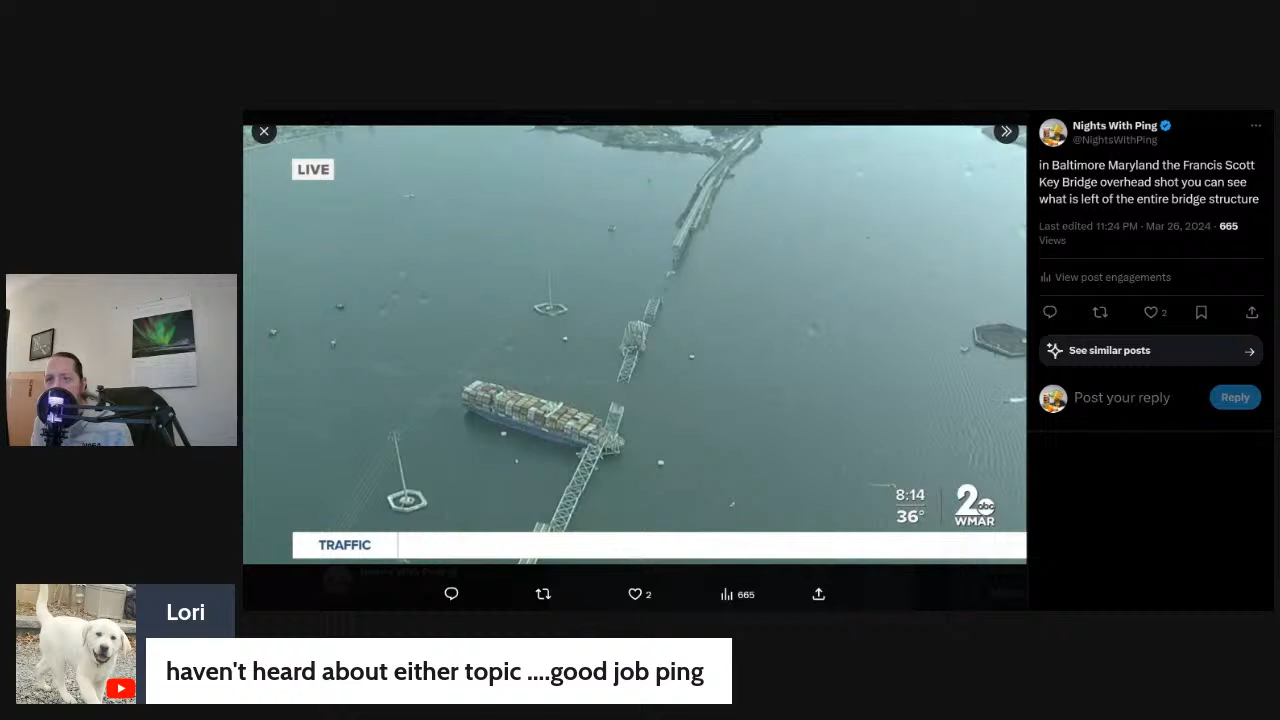 LIVE
8:14
36°
2
abc
WMAR
TRAFFIC
2
665
Nights With Ping
@NightsWithPing
in Baltimore Maryland the Francis Scott
Key Bridge overhead shot you can see
what is left of the entire bridge structure
Last edited 11:24 PM · Mar 26, 2024 · 665
Views
View post engagements
2
See similar posts
Post your reply
Reply
Lori
haven't heard about either topic ....good job ping